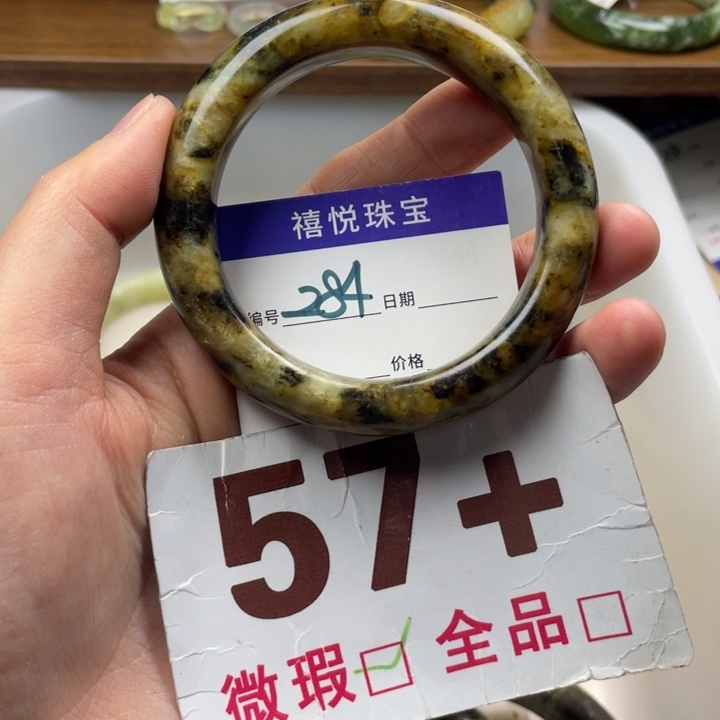 禧悦珠宝
编号 284 日期
价格
57+
微瑕☑ 全品□